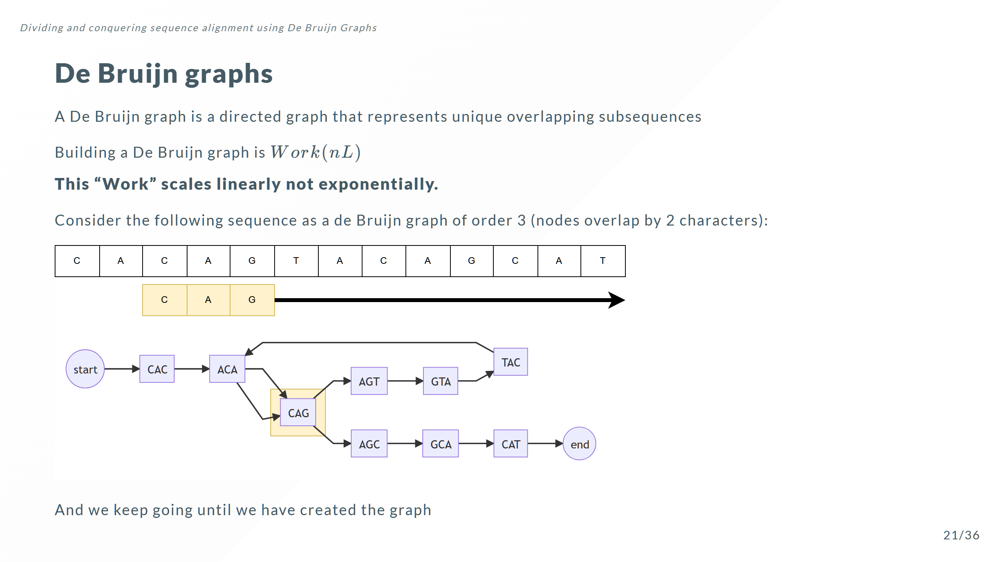 Dividing and conquering sequence alignment using De Bruijn Graphs
De Bruijn graphs
A De Bruijn graph is a directed graph that represents unique overlapping subsequences
Building a De Bruijn graph is Work(nL)
This “Work” scales linearly not exponentially.
Consider the following sequence as a de Bruijn graph of order 3 (nodes overlap by 2 characters):
C A C A G T A C A G C A T
C A G
start CAC ACA CAG AGT GTA TAC
AGC GCA CAT end
And we keep going until we have created the graph
21/36